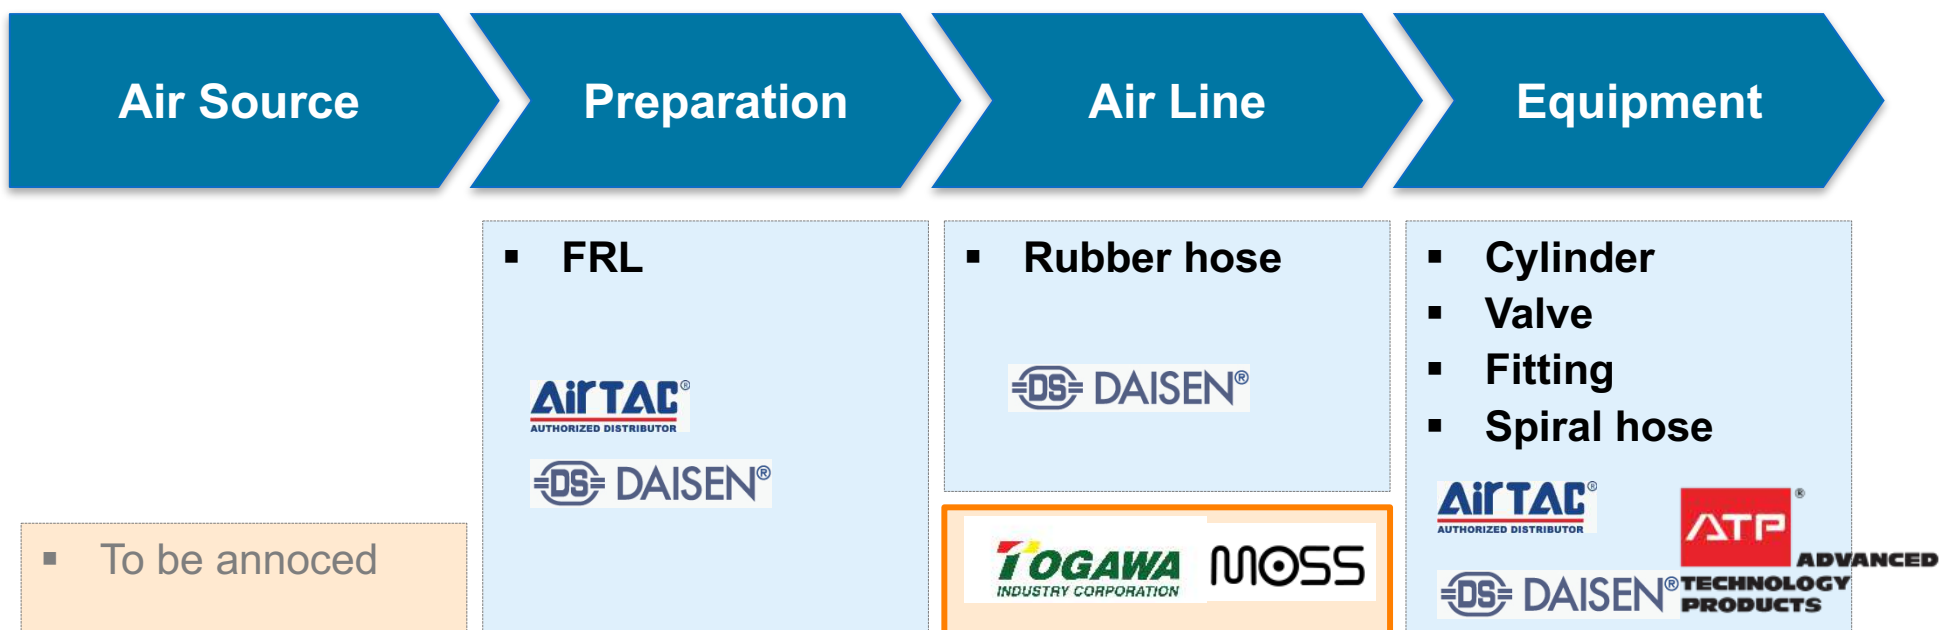 Air Source
Preparation
Air Line
Equipment
▪ FRL
AirTAC®
AUTHORIZED DISTRIBUTOR
DS DAISEN®
▪ Rubber hose
DS DAISEN®
TOGAWA
INDUSTRY CORPORATION
MOSS
▪ Cylinder
▪ Valve
▪ Fitting
▪ Spiral hose
AirTAC®
AUTHORIZED DISTRIBUTOR
DS DAISEN®
ATP®
ADVANCED
TECHNOLOGY
PRODUCTS
▪ To be annoced